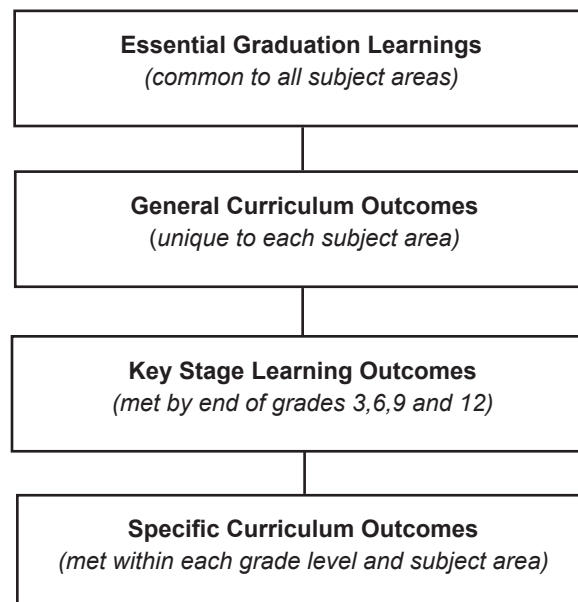 Essential Graduation Learnings
(common to all subject areas)
General Curriculum Outcomes
(unique to each subject area)
Key Stage Learning Outcomes
(met by end of grades 3,6,9 and 12)
Specific Curriculum Outcomes
(met within each grade level and subject area)